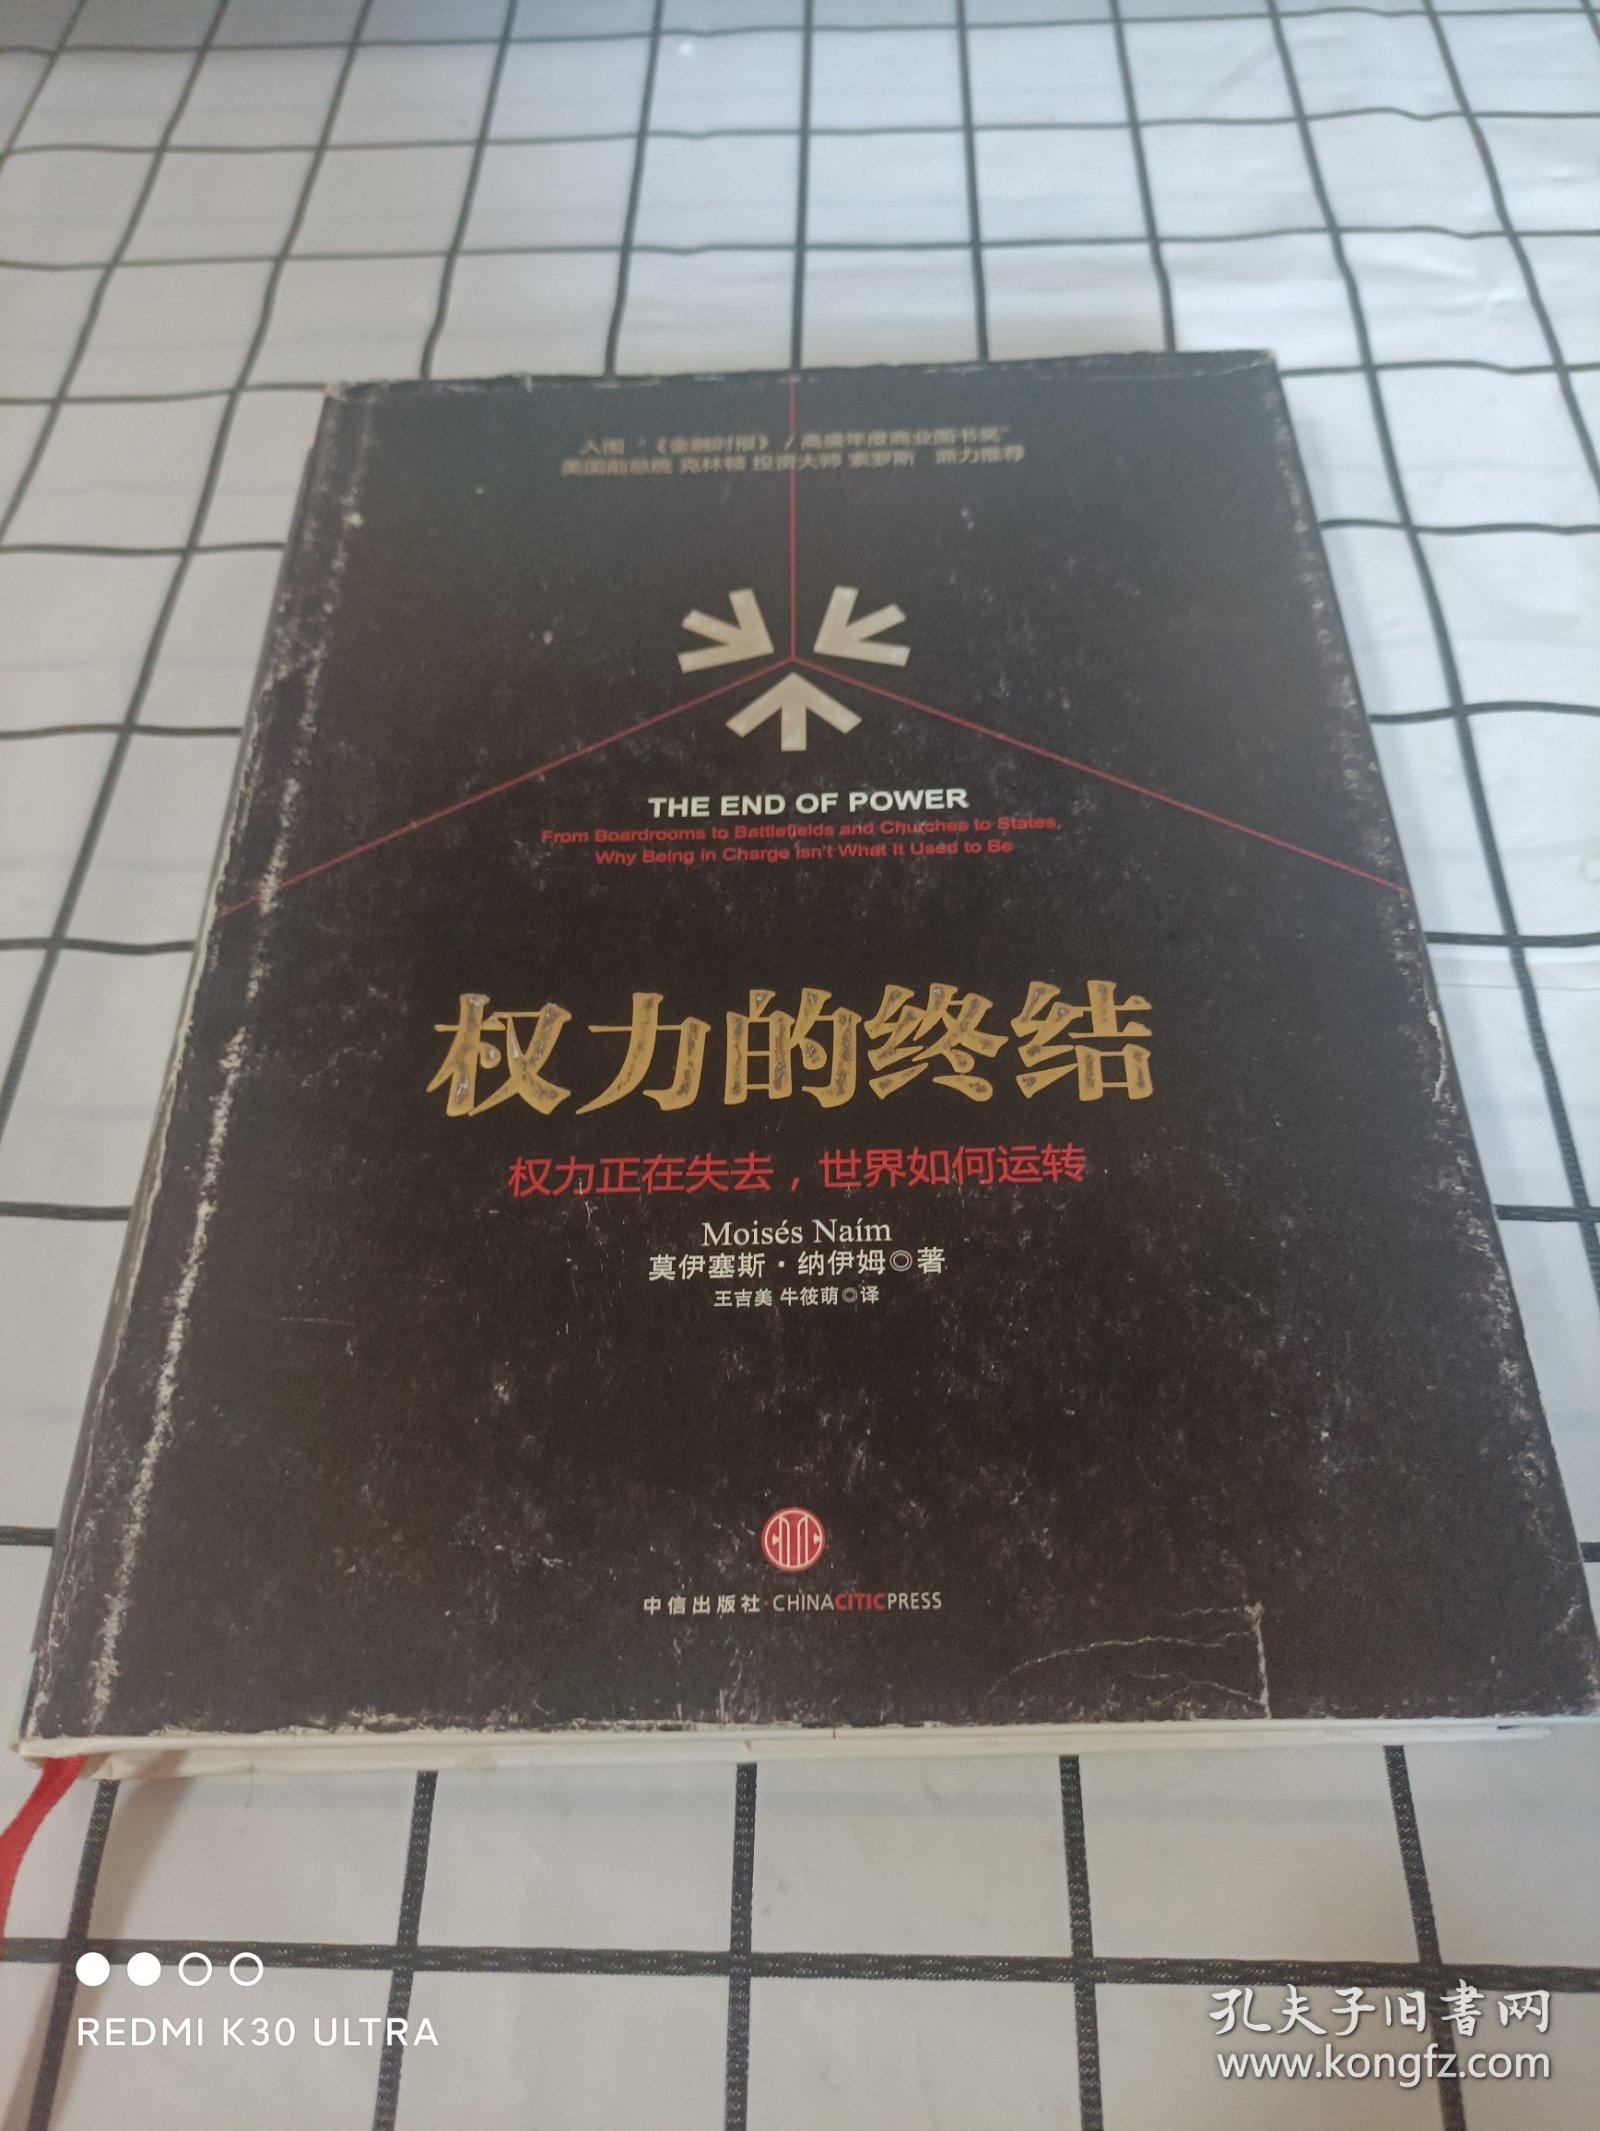 入围“《金融时报》/高盛年度商业图书奖”
美国前总统 克林顿 投资大师 索罗斯 鼎力推荐
THE END OF POWER
From Boardrooms to Battlefields and Churches to States,
Why Being in Charge Isn't What It Used to Be
权力的终结
权力正在失去，世界如何运转
Moisés Naím
莫伊塞斯·纳伊姆◎著
王吉美 牛筱萌◎译
中信出版社·CHINACITICPRESS
REDMI K30 ULTRA
孔夫子旧书网
www.kongfz.com